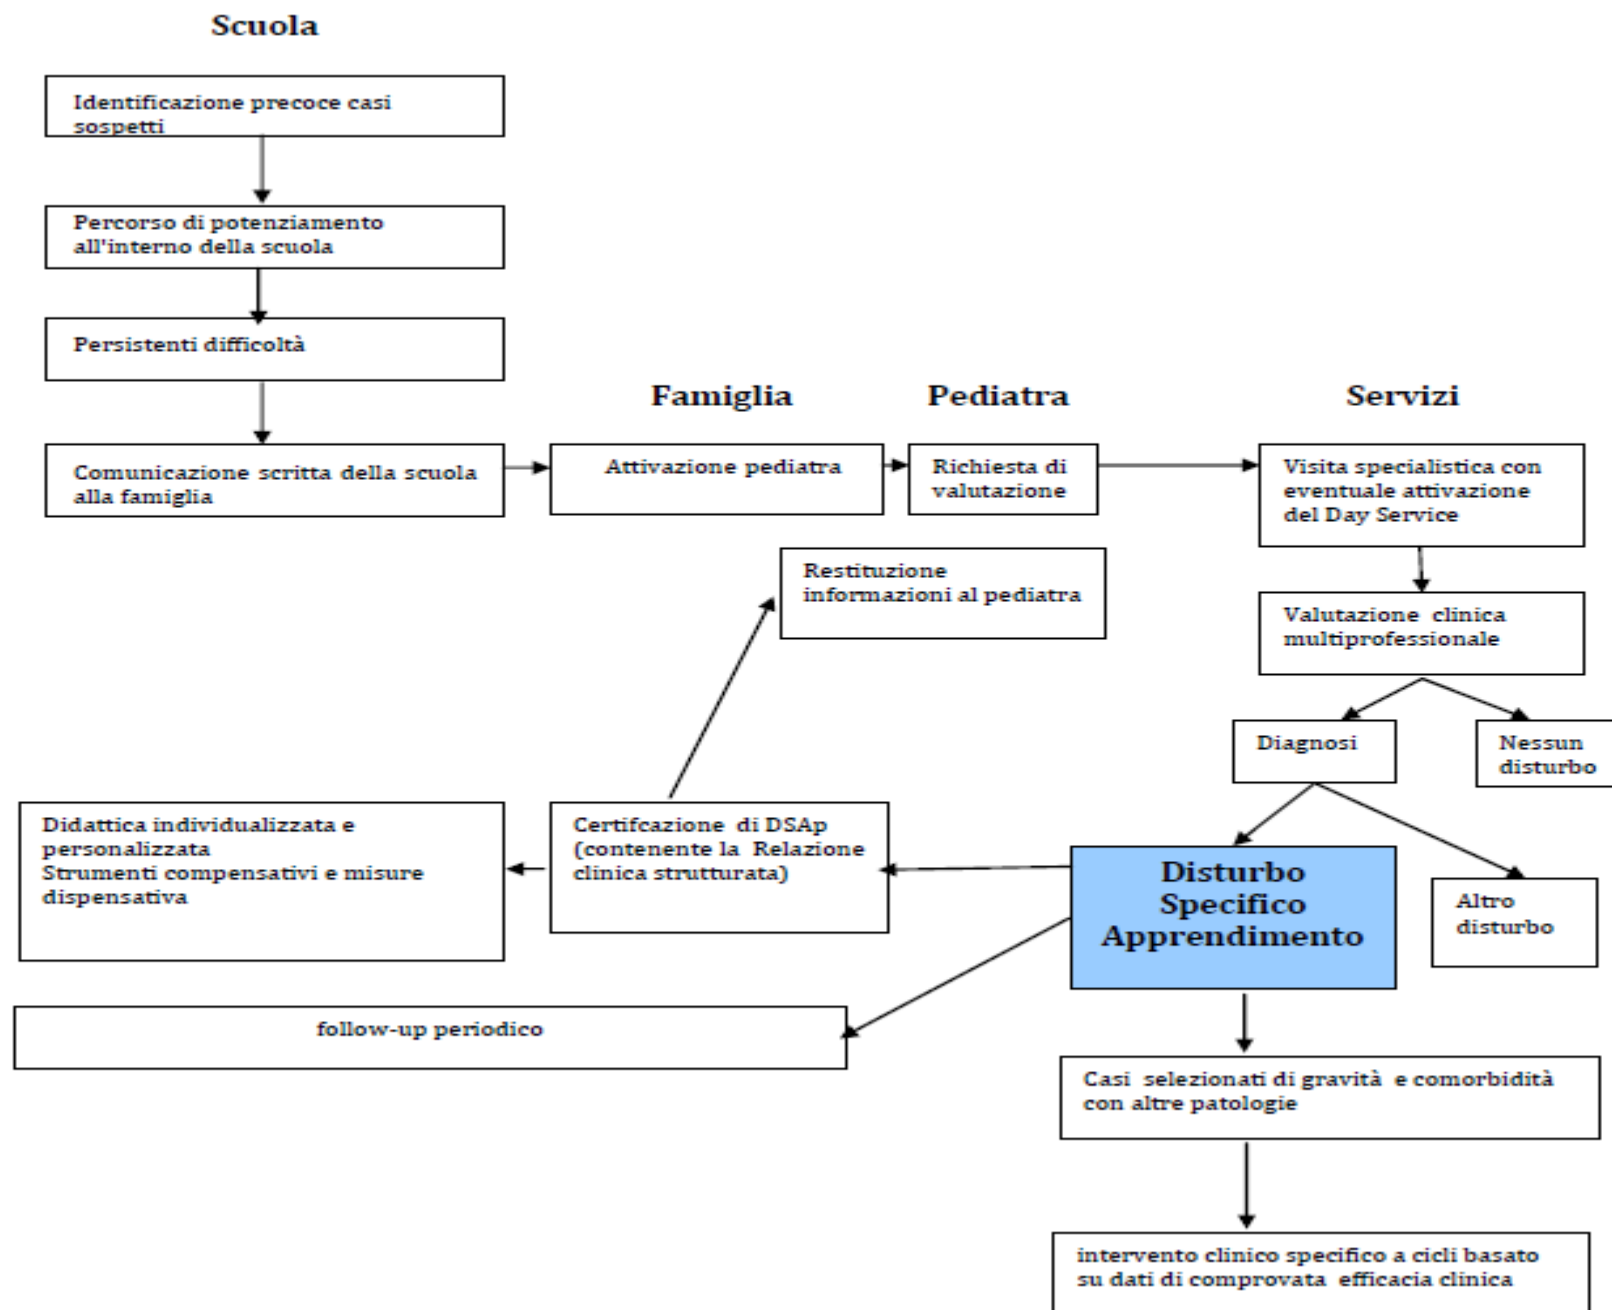 Scuola
Identificazione precoce casi
sospetti
Percorso di potenziamento
all'interno della scuola
Persistenti difficoltà
Famiglia
Pediatra
Servizi
Comunicazione scritta della scuola
alla famiglia
Attivazione pediatra
Richiesta di
valutazione
Visita specialistica con
eventuale attivazione
del Day Service
Restituzione
informazioni al pediatra
Valutazione clinica
multiprofessionale
Diagnosi
Nessun
disturbo
Didattica individualizzata e
personalizzata
Strumenti compensativi e misure
dispensativa
Certifcazione di DSAp
(contenente la Relazione
clinica strutturata)
Disturbo
Specifico
Apprendimento
Altro
disturbo
follow-up periodico
Casi selezionati di gravità e comorbidità
con altre patologie
intervento clinico specifico a cicli basato
su dati di comprovata efficacia clinica